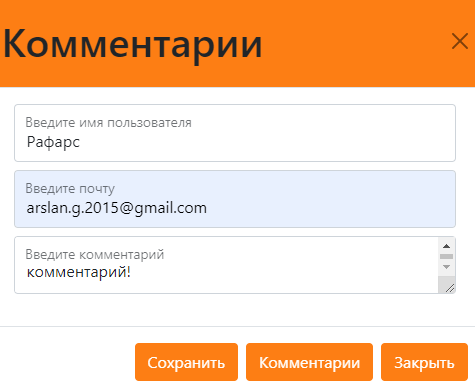 Комментарии
Введите имя пользователя
Рафарс
Введите почту
arslan.g.2015@gmail.com
Введите комментарий
комментарий!
Сохранить Комментарии Закрыть